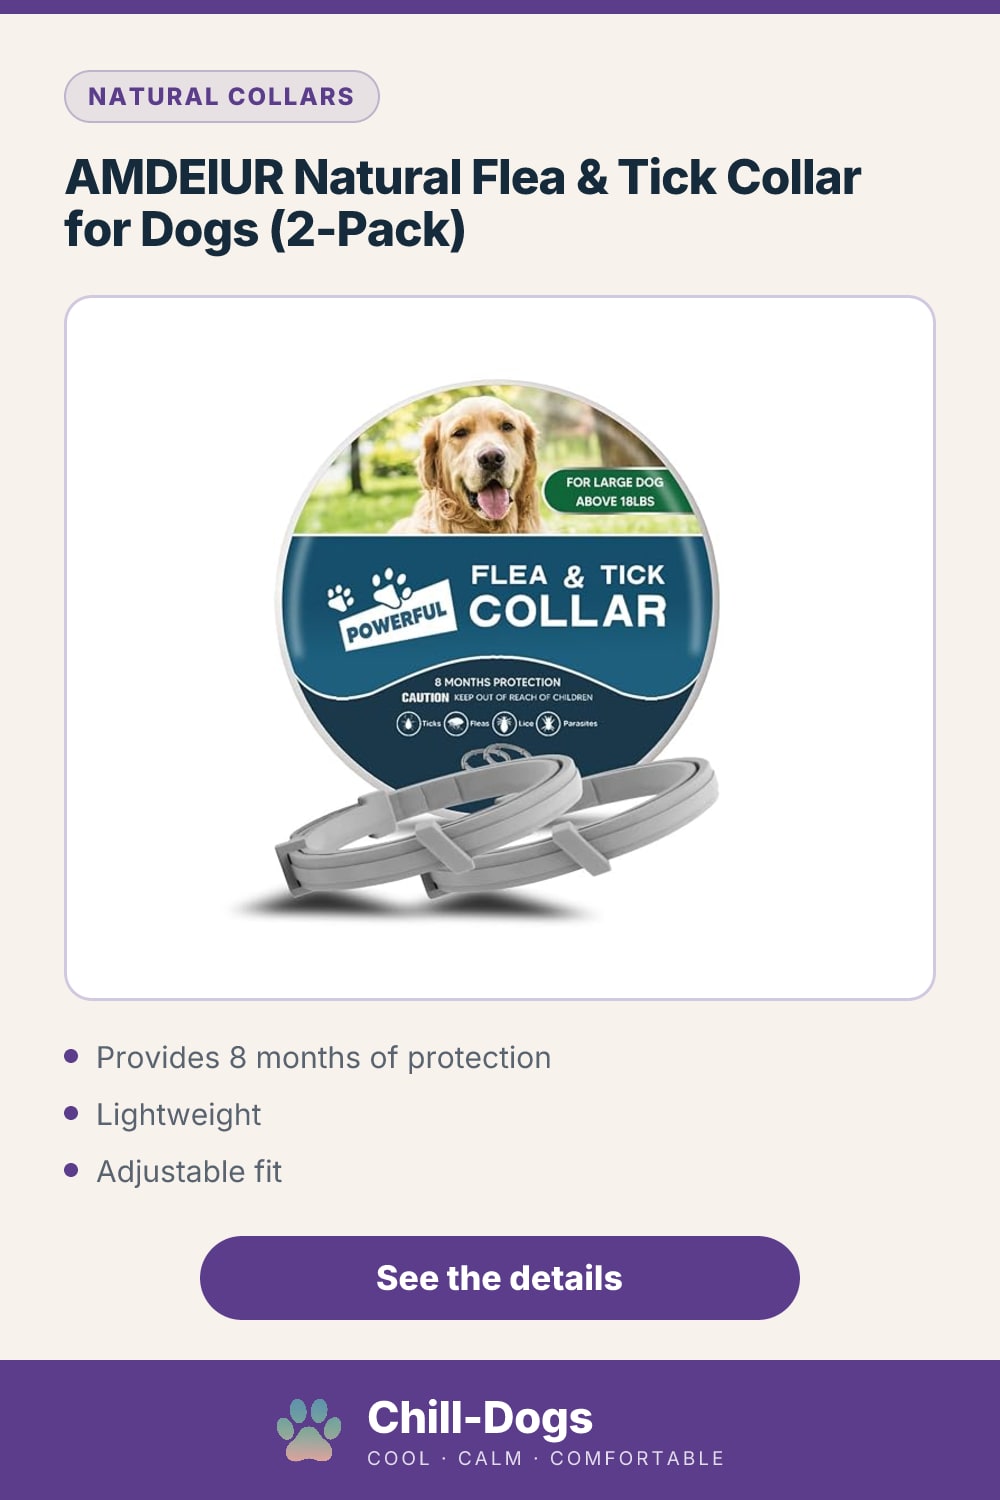 NATURAL COLLARS
AMDEIUR Natural Flea & Tick Collar
for Dogs (2-Pack)
FOR LARGE DOG
ABOVE 18LBS
POWERFUL
FLEA & TICK
COLLAR
8 MONTHS PROTECTION
CAUTION KEEP OUT OF REACH OF CHILDREN
Ticks Fleas Lice Parasites
Provides 8 months of protection
Lightweight
Adjustable fit
See the details
Chill-Dogs
COOL · CALM · COMFORTABLE